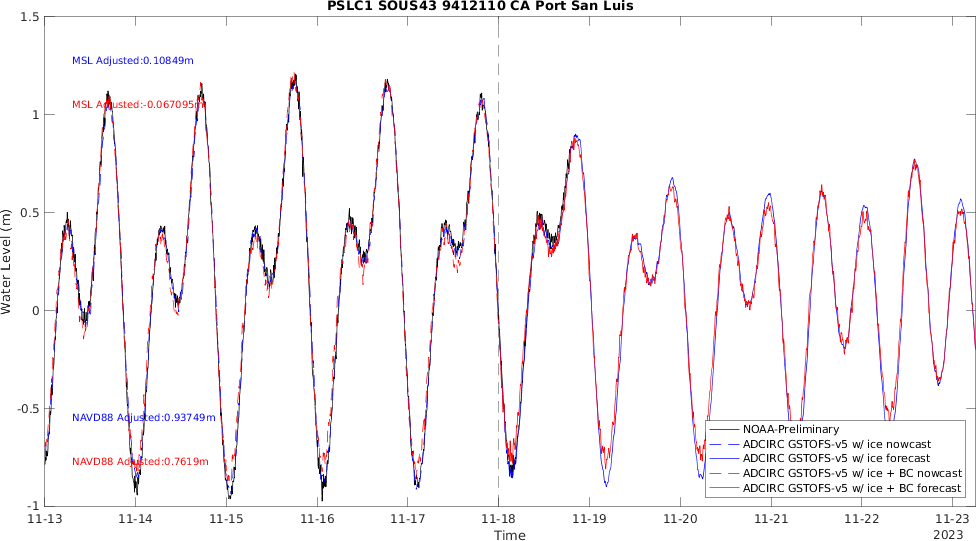 PSLC1 SOUS43 9412110 CA Port San Luis
1.5
1
0.5
0
-0.5
-1
Water Level (m)
MSL Adjusted:0.10849m
MSL Adjusted:-0.067095m
NAVD88 Adjusted:0.93749m
NAVD88 Adjusted:0.7619m
NOAA-Preliminary
ADCIRC GSTOFS-v5 w/ ice nowcast
ADCIRC GSTOFS-v5 w/ ice forecast
ADCIRC GSTOFS-v5 w/ ice + BC nowcast
ADCIRC GSTOFS-v5 w/ ice + BC forecast
11-13 11-14 11-15 11-16 11-17 11-18 11-19 11-20 11-21 11-22 11-23
2023
Time